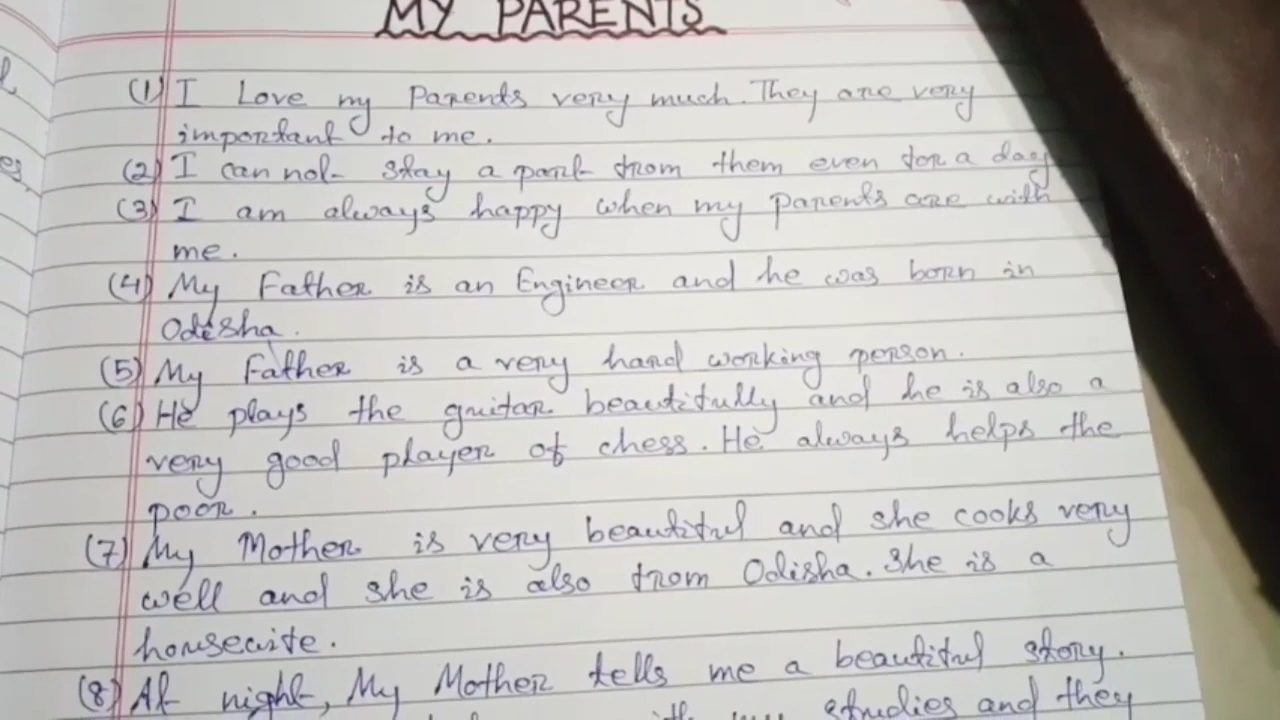 MY PARENTS
(1) I Love my Parents very much. They are very
important to me.
(2) I can not stay a part from them even for a day
(3) I am always happy when my parents are with
me.
(4) My Father is an Engineer and he was born in
Odisha.
(5) My Father is a very hard working person.
(6) He plays the guitar beautifully and he is also a
very good player of chess. He always helps the
poor.
(7) My Mother is very beautiful and she cooks very
well and she is also from Odisha. She is a
housewife.
(8) At night, My Mother tells me a beautiful story.
studies and they